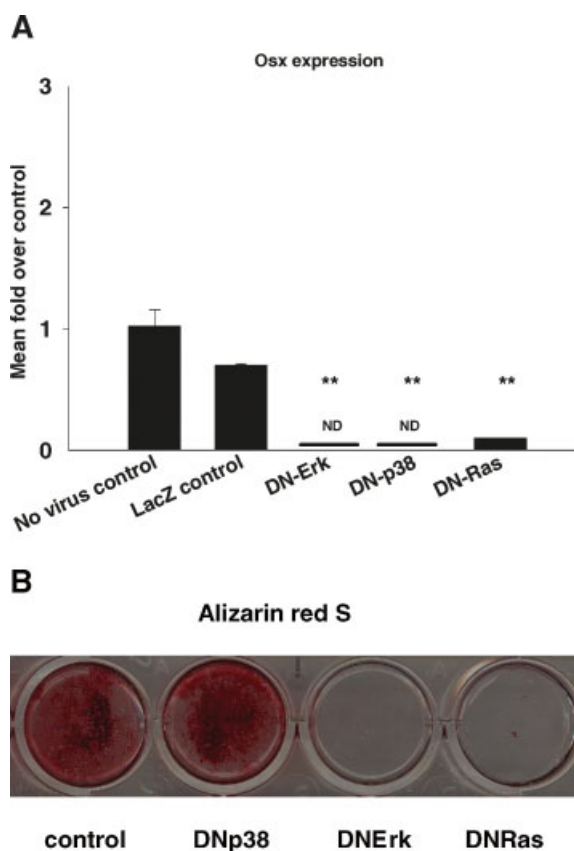 A
Osx expression
Mean fold over control
3
2
1
0
**
**
**
ND
ND
No virus control
LacZ control
DN-Erk
DN-p38
DN-Ras
B
Alizarin red S
control
DNp38
DNErk
DNRas